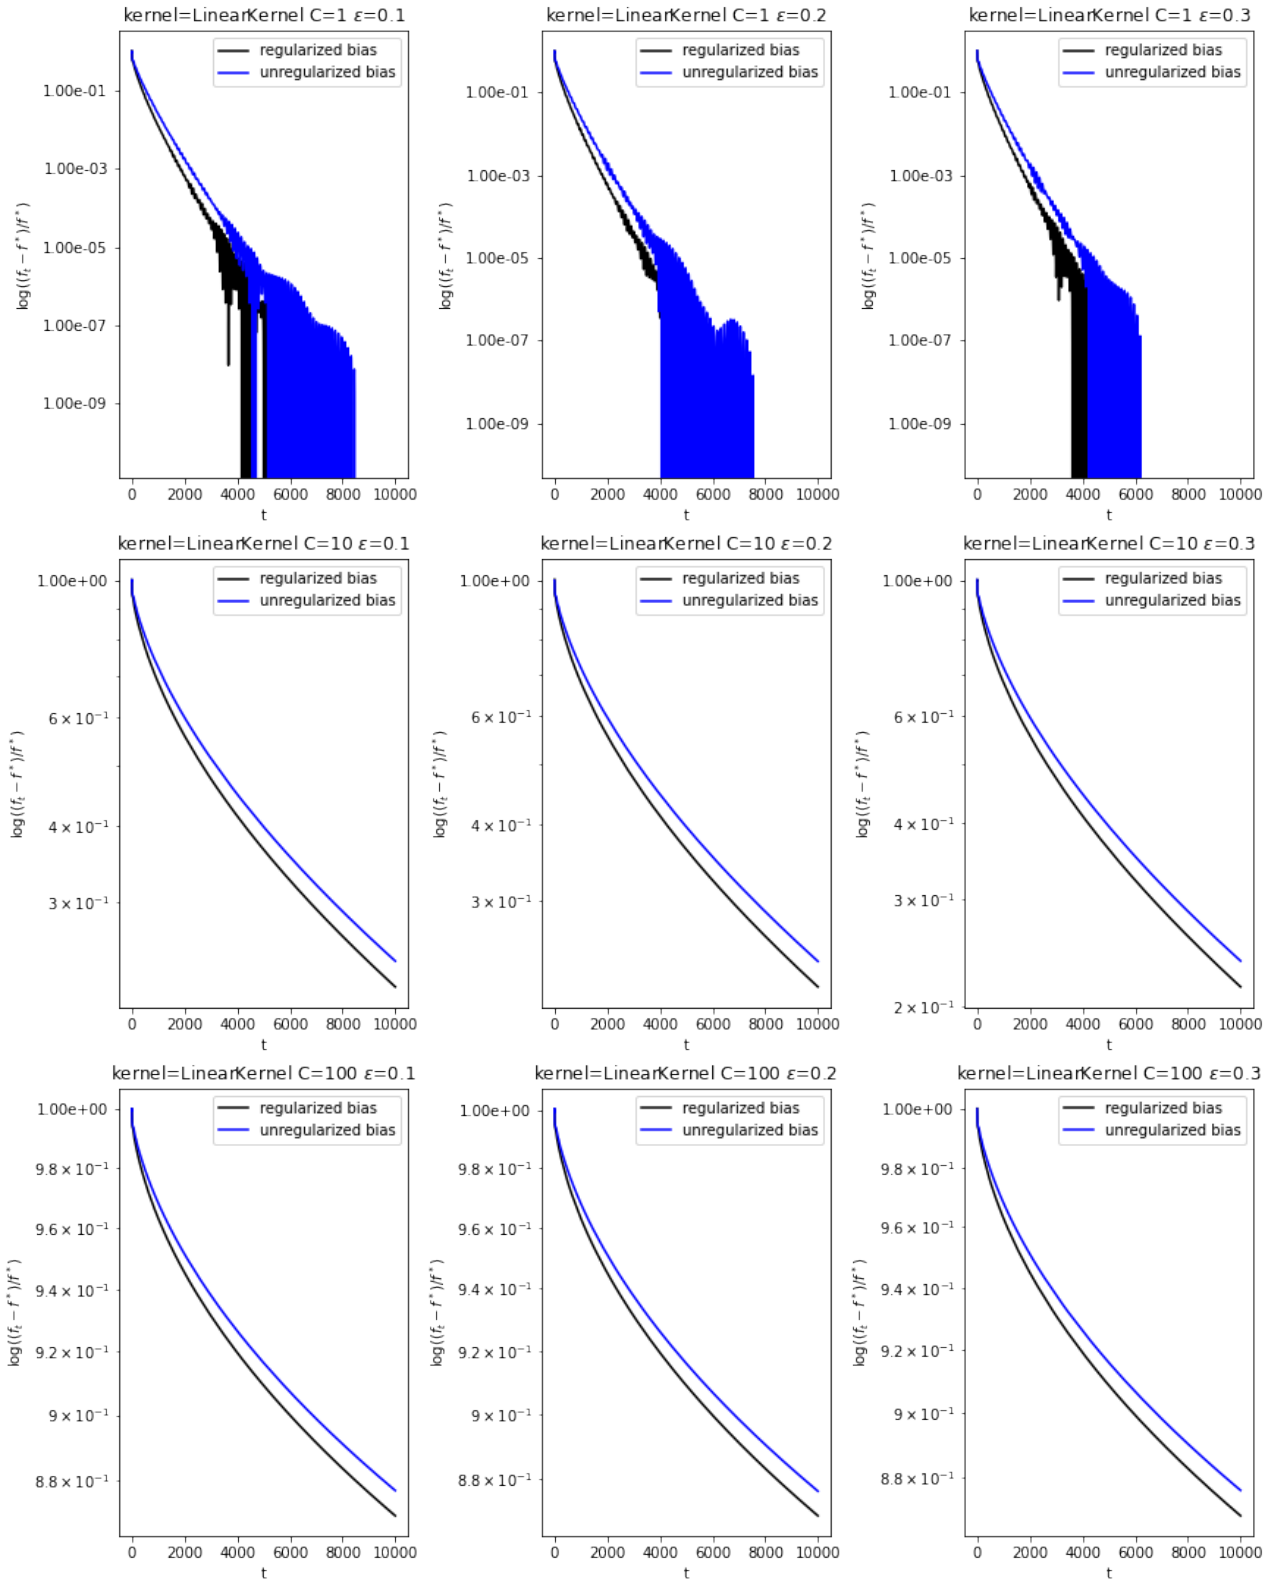 kernel=LinearKernel C=1 ε=0.1
regularized bias
unregularized bias
1.00e-01
1.00e-03
1.00e-05
1.00e-07
1.00e-09
log((f_t − f*)/f*)
0 2000 4000 6000 8000 10000
t
kernel=LinearKernel C=1 ε=0.2
regularized bias
unregularized bias
1.00e-01
1.00e-03
1.00e-05
1.00e-07
1.00e-09
log((f_t − f*)/f*)
0 2000 4000 6000 8000 10000
t
kernel=LinearKernel C=1 ε=0.3
regularized bias
unregularized bias
1.00e-01
1.00e-03
1.00e-05
1.00e-07
1.00e-09
log((f_t − f*)/f*)
0 2000 4000 6000 8000 10000
t
kernel=LinearKernel C=10 ε=0.1
regularized bias
unregularized bias
1.00e+00
6 × 10⁻¹
4 × 10⁻¹
3 × 10⁻¹
log((f_t − f*)/f*)
0 2000 4000 6000 8000 10000
t
kernel=LinearKernel C=10 ε=0.2
regularized bias
unregularized bias
1.00e+00
6 × 10⁻¹
4 × 10⁻¹
3 × 10⁻¹
log((f_t − f*)/f*)
0 2000 4000 6000 8000 10000
t
kernel=LinearKernel C=10 ε=0.3
regularized bias
unregularized bias
1.00e+00
6 × 10⁻¹
4 × 10⁻¹
3 × 10⁻¹
2 × 10⁻¹
log((f_t − f*)/f*)
0 2000 4000 6000 8000 10000
t
kernel=LinearKernel C=100 ε=0.1
regularized bias
unregularized bias
1.00e+00
9.8 × 10⁻¹
9.6 × 10⁻¹
9.4 × 10⁻¹
9.2 × 10⁻¹
9 × 10⁻¹
8.8 × 10⁻¹
log((f_t − f*)/f*)
0 2000 4000 6000 8000 10000
t
kernel=LinearKernel C=100 ε=0.2
regularized bias
unregularized bias
1.00e+00
9.8 × 10⁻¹
9.6 × 10⁻¹
9.4 × 10⁻¹
9.2 × 10⁻¹
9 × 10⁻¹
8.8 × 10⁻¹
log((f_t − f*)/f*)
0 2000 4000 6000 8000 10000
t
kernel=LinearKernel C=100 ε=0.3
regularized bias
unregularized bias
1.00e+00
9.8 × 10⁻¹
9.6 × 10⁻¹
9.4 × 10⁻¹
9.2 × 10⁻¹
9 × 10⁻¹
8.8 × 10⁻¹
log((f_t − f*)/f*)
0 2000 4000 6000 8000 10000
t